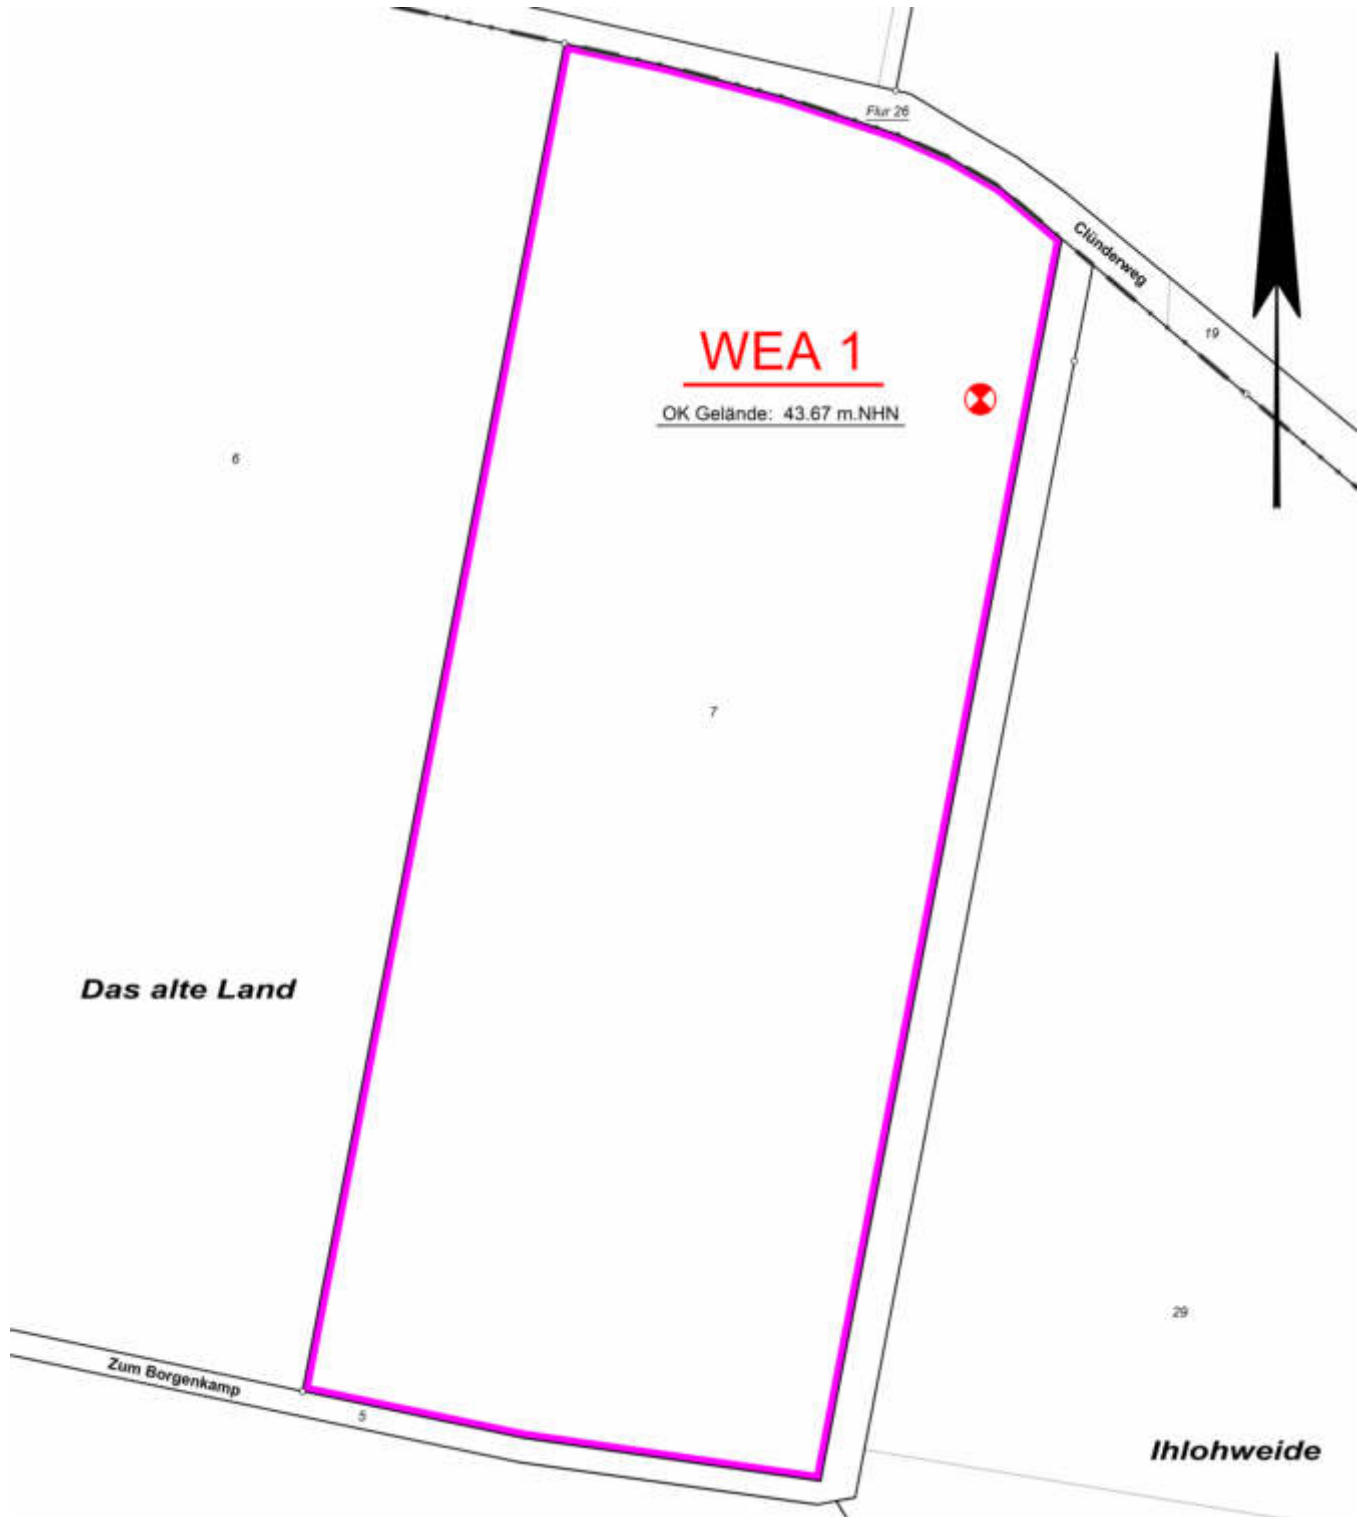 Flur 26
Clünderweg
19
WEA 1
OK Gelände: 43.67 m.NHN
6
7
Das alte Land
29
Zum Borgenkamp
5
Ihlohweide